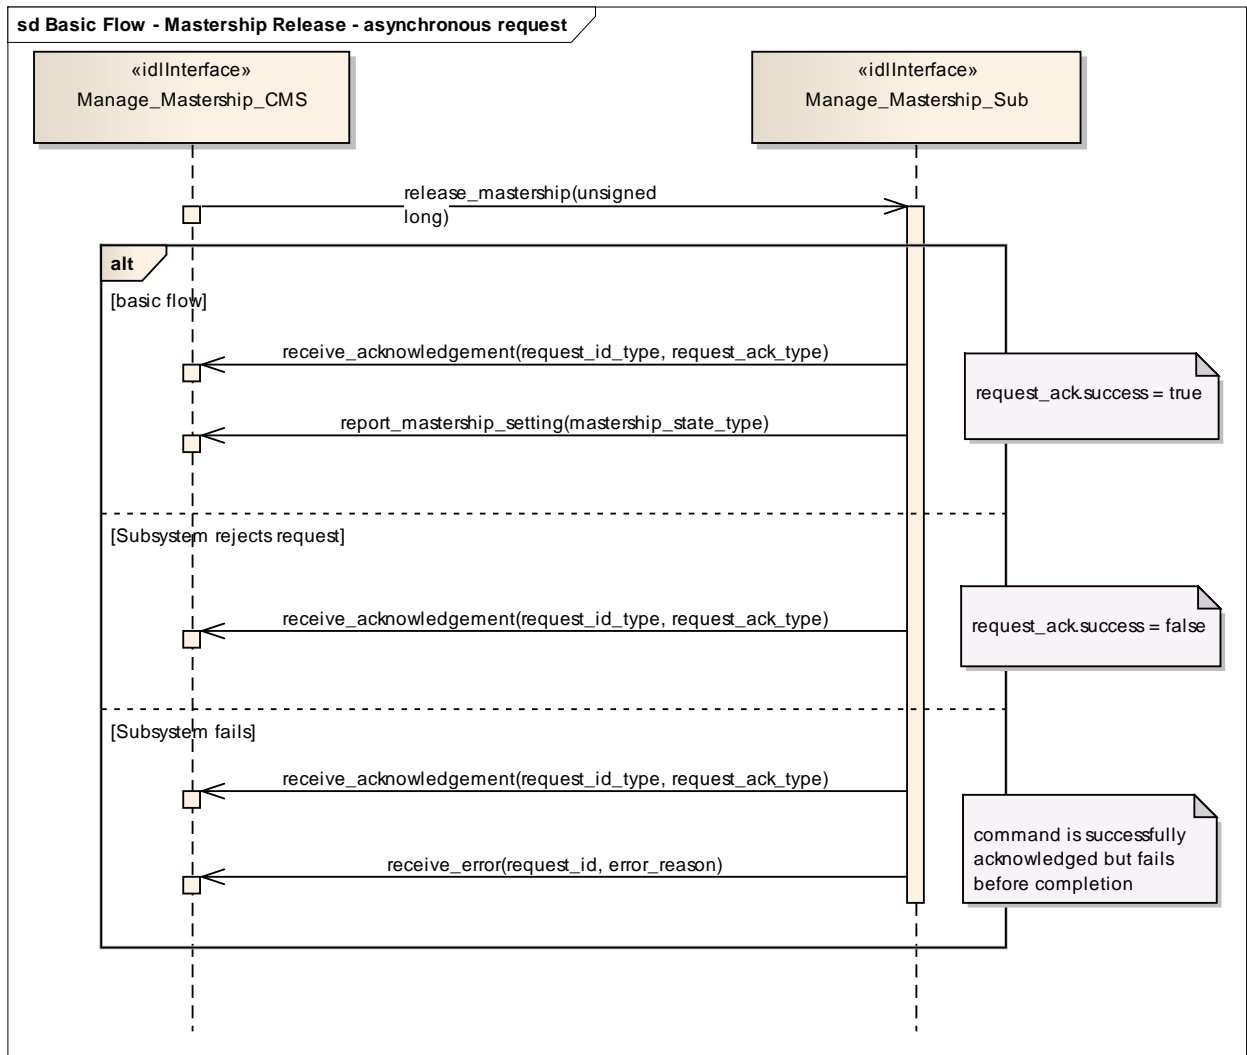 sd Basic Flow - Mastership Release - asynchronous request
«idlInterface»
Manage_Mastership_CMS
«idlInterface»
Manage_Mastership_Sub
release_mastership(unsigned
long)
alt
[basic flow]
receive_acknowledgement(request_id_type, request_ack_type)
request_ack.success = true
report_mastership_setting(mastership_state_type)
[Subsystem rejects request]
receive_acknowledgement(request_id_type, request_ack_type)
request_ack.success = false
[Subsystem fails]
receive_acknowledgement(request_id_type, request_ack_type)
command is successfully
acknowledged but fails
before completion
receive_error(request_id, error_reason)